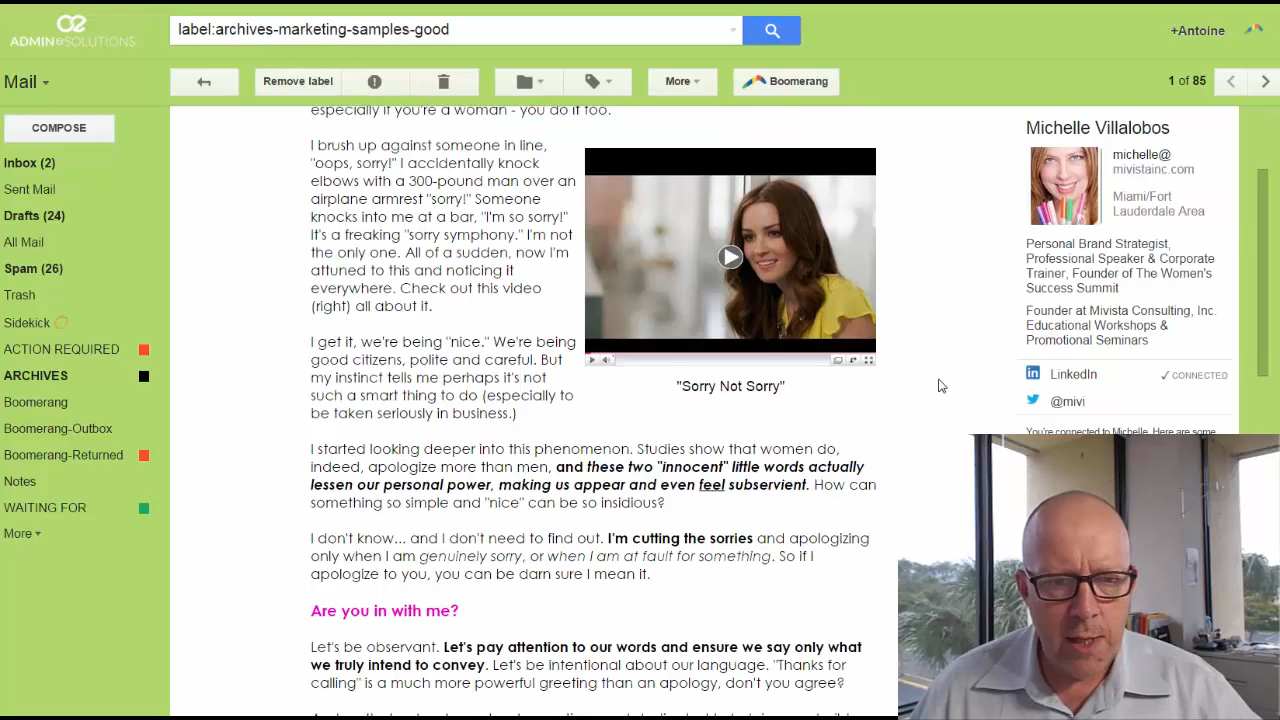 ADMINeSOLUTIONS
label:archives-marketing-samples-good
+Antoine
Mail
Remove label
More
Boomerang
1 of 85
COMPOSE
Inbox (2)
Sent Mail
Drafts (24)
All Mail
Spam (26)
Trash
Sidekick
ACTION REQUIRED
ARCHIVES
Boomerang
Boomerang-Outbox
Boomerang-Returned
Notes
WAITING FOR
More
especially if you're a woman - you do it too.
I brush up against someone in line,
"oops, sorry!" I accidentally knock
elbows with a 300-pound man over an
airplane armrest "sorry!" Someone
knocks into me at a bar, "I'm so sorry!"
It's a freaking "sorry symphony." I'm not
the only one. All of a sudden, now I'm
attuned to this and noticing it
everywhere. Check out this video
(right) all about it.
I get it, we're being "nice." We're being
good citizens, polite and careful. But
my instinct tells me perhaps it's not
such a smart thing to do (especially to
be taken seriously in business.)
"Sorry Not Sorry"
I started looking deeper into this phenomenon. Studies show that women do,
indeed, apologize more than men, and these two "innocent" little words actually
lessen our personal power, making us appear and even feel subservient. How can
something so simple and "nice" can be so insidious?
I don't know... and I don't need to find out. I'm cutting the sorries and apologizing
only when I am genuinely sorry, or when I am at fault for something. So if I
apologize to you, you can be darn sure I mean it.
Are you in with me?
Let's be observant. Let's pay attention to our words and ensure we say only what
we truly intend to convey. Let's be intentional about our language. "Thanks for
calling" is a much more powerful greeting than an apology, don't you agree?
Michelle Villalobos
michelle@
mivistainc.com
Miami/Fort
Lauderdale Area
Personal Brand Strategist,
Professional Speaker & Corporate
Trainer, Founder of The Women's
Success Summit
Founder at Mivista Consulting, Inc.
Educational Workshops &
Promotional Seminars
LinkedIn
CONNECTED
@mivi
You're connected to Michelle. Here are some